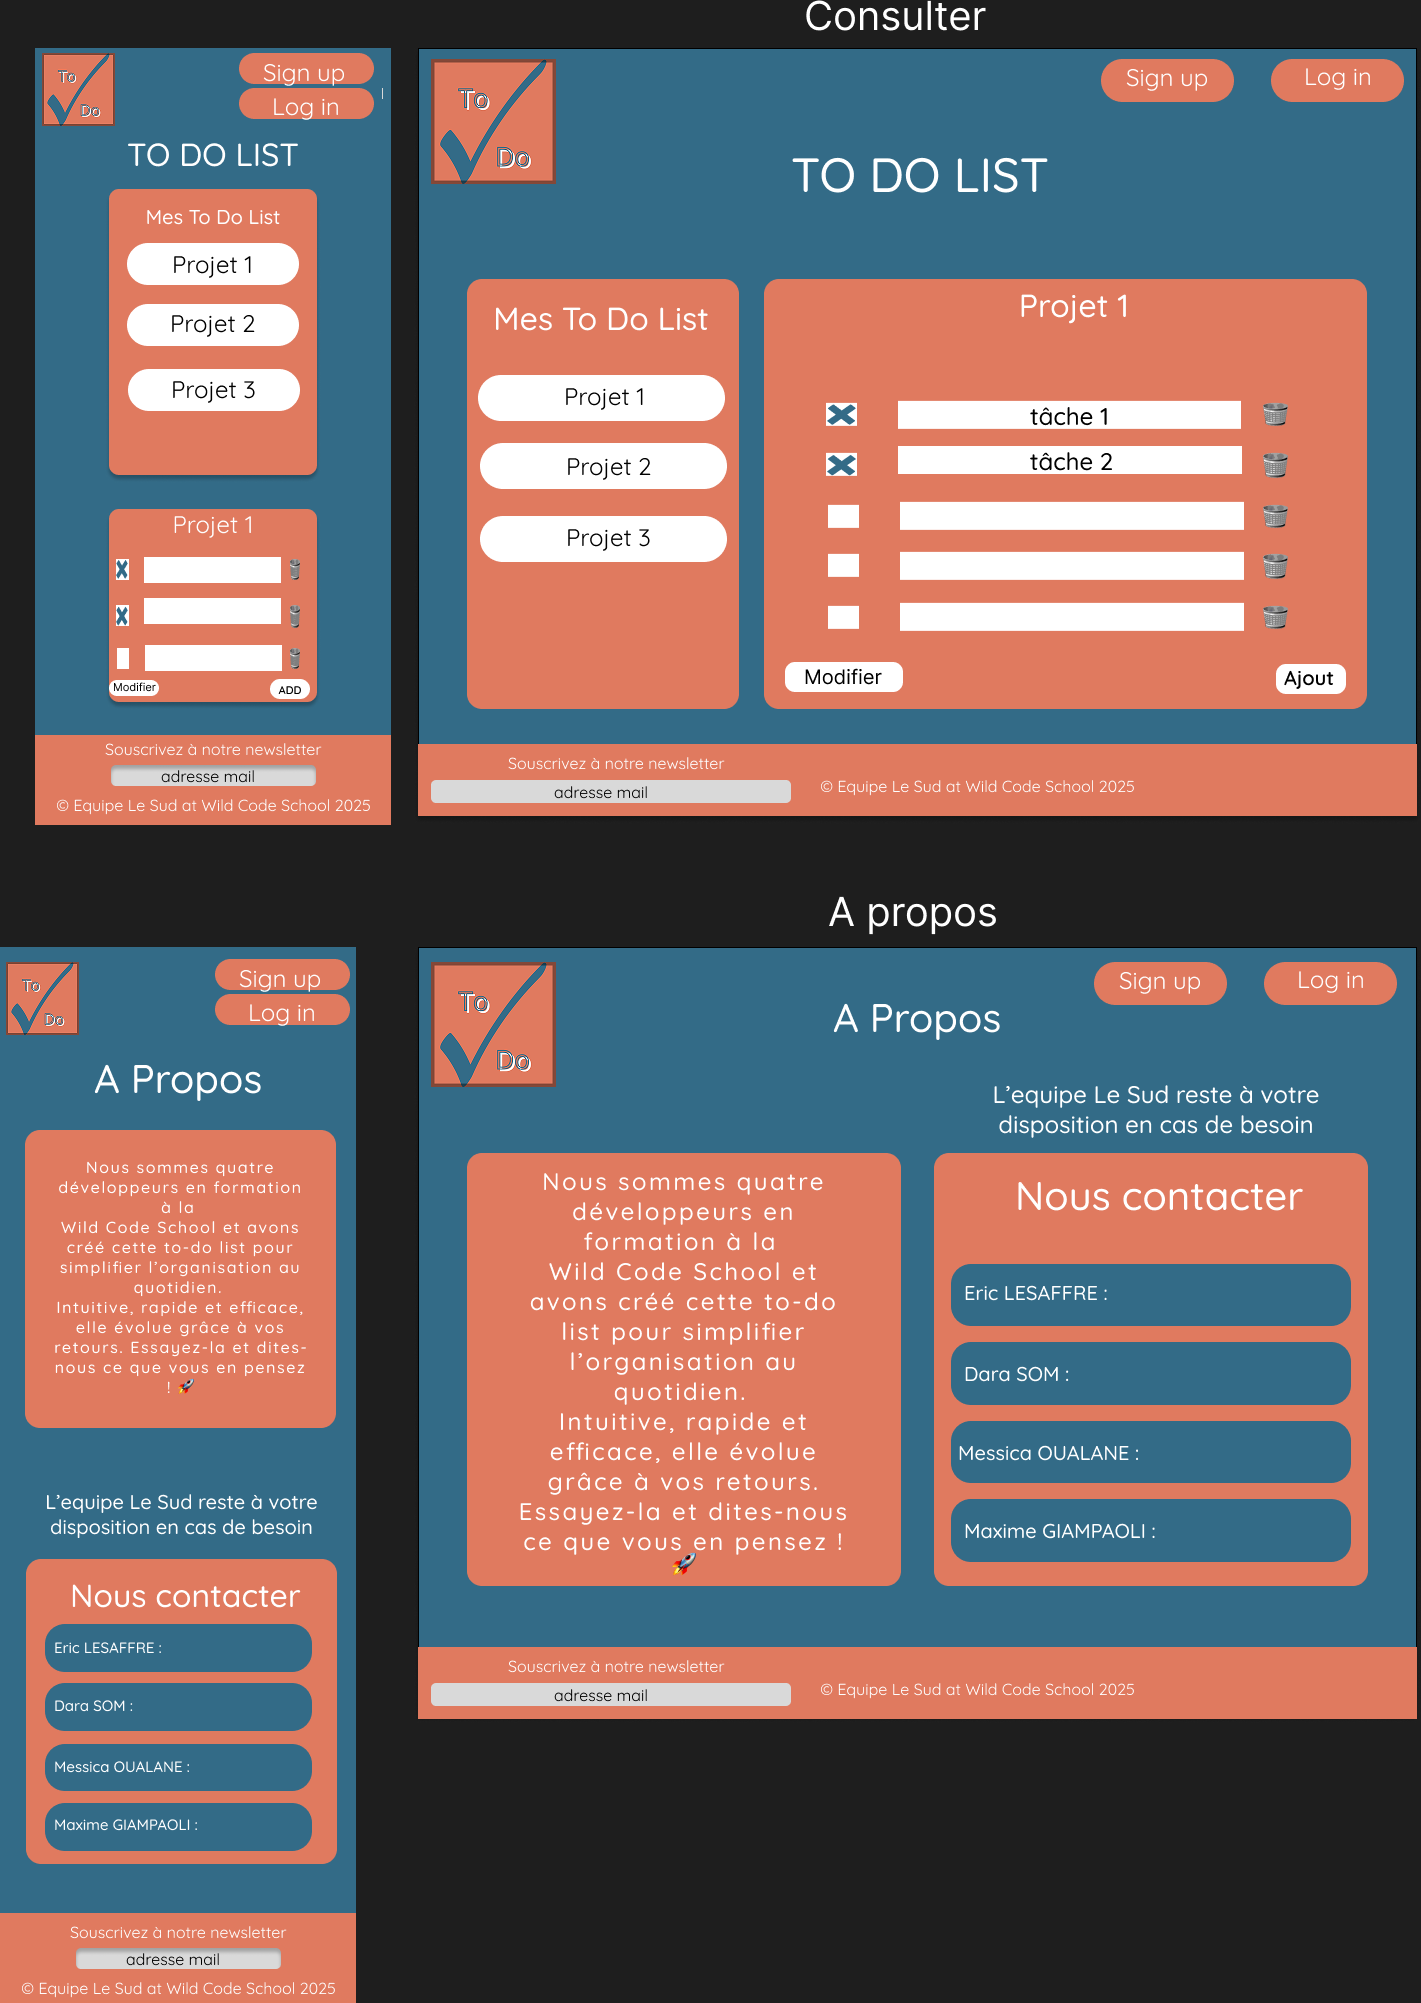 Consulter
To
Do
Sign up
Log in
TO DO LIST
Mes To Do List
Projet 1
Projet 2
Projet 3
Projet 1
Modifier
ADD
Souscrivez à notre newsletter
adresse mail
© Equipe Le Sud at Wild Code School 2025
To
Do
Sign up
Log in
TO DO LIST
Mes To Do List
Projet 1
Projet 2
Projet 3
Projet 1
tâche 1
tâche 2
Modifier
Ajout
Souscrivez à notre newsletter
adresse mail
© Equipe Le Sud at Wild Code School 2025
A propos
To
Do
Sign up
Log in
A Propos
Nous sommes quatre
développeurs en formation
à la
Wild Code School et avons
créé cette to-do list pour
simplifier l’organisation au
quotidien.
Intuitive, rapide et efficace,
elle évolue grâce à vos
retours. Essayez-la et dites-
nous ce que vous en pensez
! 🚀
L’equipe Le Sud reste à votre
disposition en cas de besoin
Nous contacter
Eric LESAFFRE :
Dara SOM :
Messica OUALANE :
Maxime GIAMPAOLI :
Souscrivez à notre newsletter
adresse mail
© Equipe Le Sud at Wild Code School 2025
To
Do
Sign up
Log in
A Propos
Nous sommes quatre
développeurs en
formation à la
Wild Code School et
avons créé cette to-do
list pour simplifier
l’organisation au
quotidien.
Intuitive, rapide et
efficace, elle évolue
grâce à vos retours.
Essayez-la et dites-nous
ce que vous en pensez !
🚀
L’equipe Le Sud reste à votre
disposition en cas de besoin
Nous contacter
Eric LESAFFRE :
Dara SOM :
Messica OUALANE :
Maxime GIAMPAOLI :
Souscrivez à notre newsletter
adresse mail
© Equipe Le Sud at Wild Code School 2025